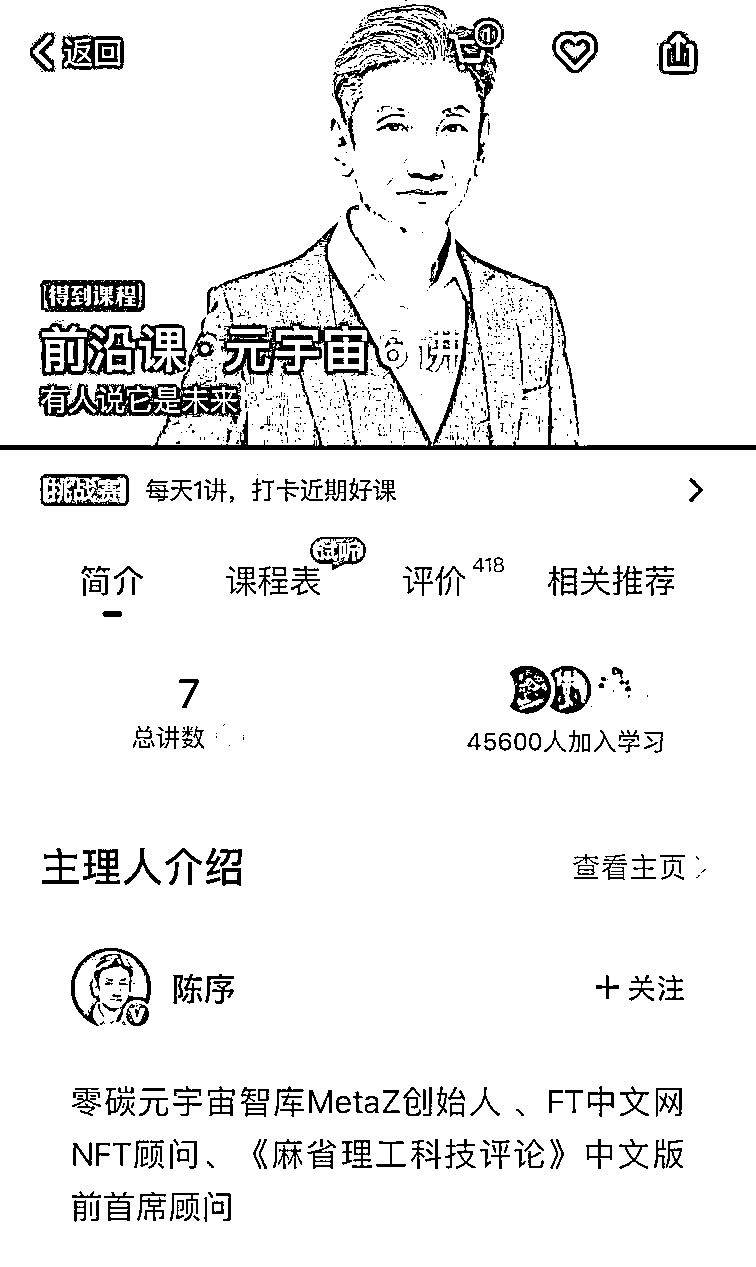 返回
得到课程
前沿课·元宇宙6讲
有人说它是未来
挑战赛 每天1讲，打卡近期好课
试听
简介 课程表 评价 418 相关推荐
7
总讲数
45600人加入学习
主理人介绍 查看主页
陈序 + 关注
零碳元宇宙智库MetaZ创始人、FT中文网
NFT顾问、《麻省理工科技评论》中文版
前首席顾问